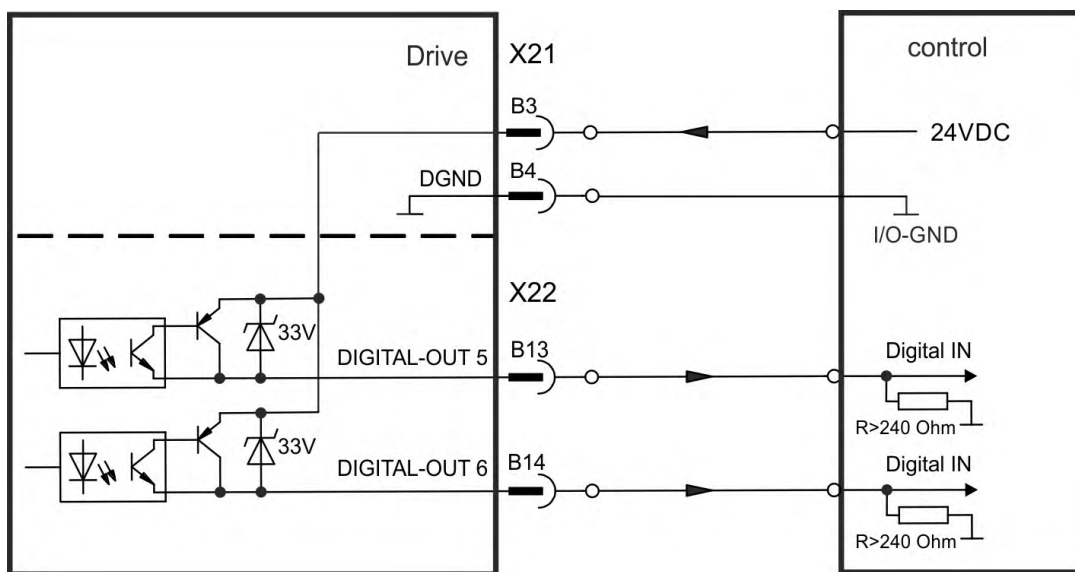 Drive
X21
control
B3
24VDC
DGND
B4
I/O-GND
X22
33V
DIGITAL-OUT 5
B13
Digital IN
R>240 Ohm
33V
DIGITAL-OUT 6
B14
Digital IN
R>240 Ohm